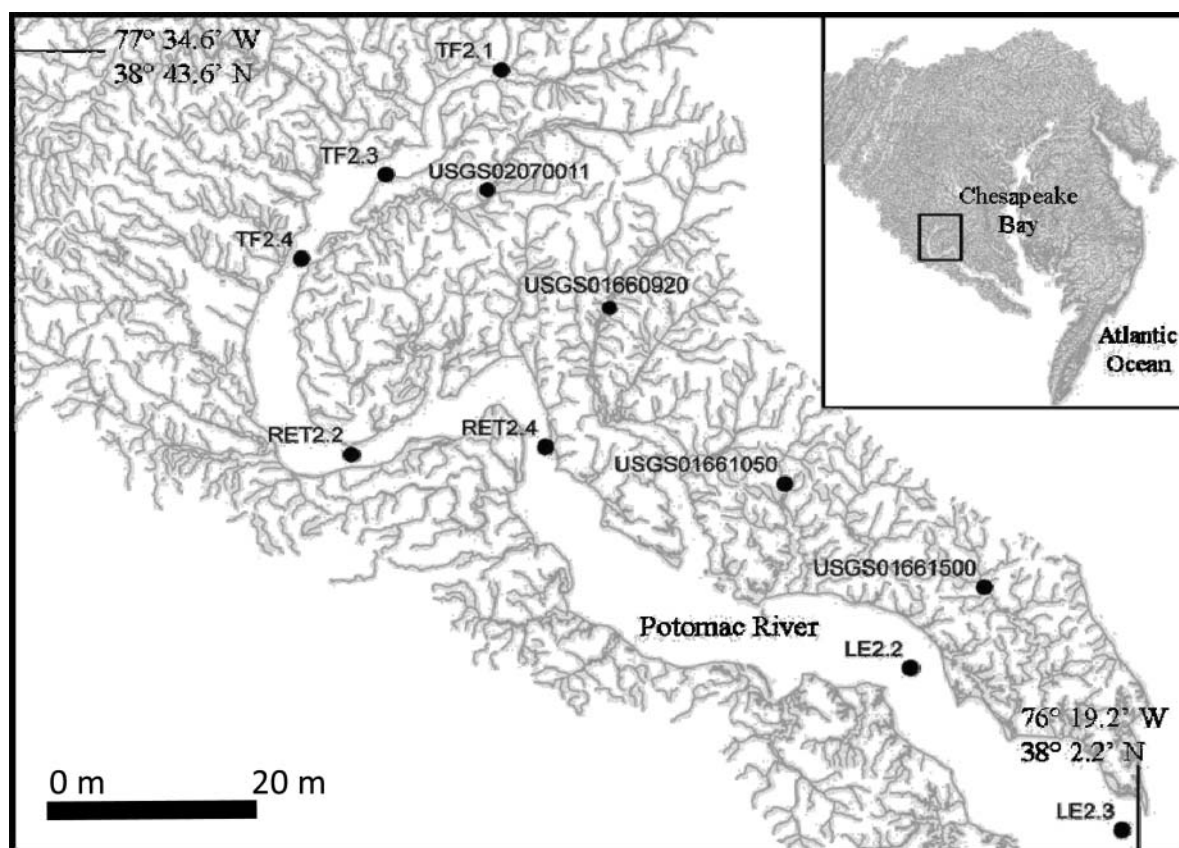 77° 34.6' W
38° 43.6' N
TF2.1
TF2.3
USGS02070011
TF2.4
USGS01660920
RET2.2
RET2.4
USGS01661050
USGS01661500
Potomac River
LE2.2
76° 19.2' W
38° 2.2' N
LE2.3
0 m
20 m
Chesapeake
Bay
Atlantic
Ocean